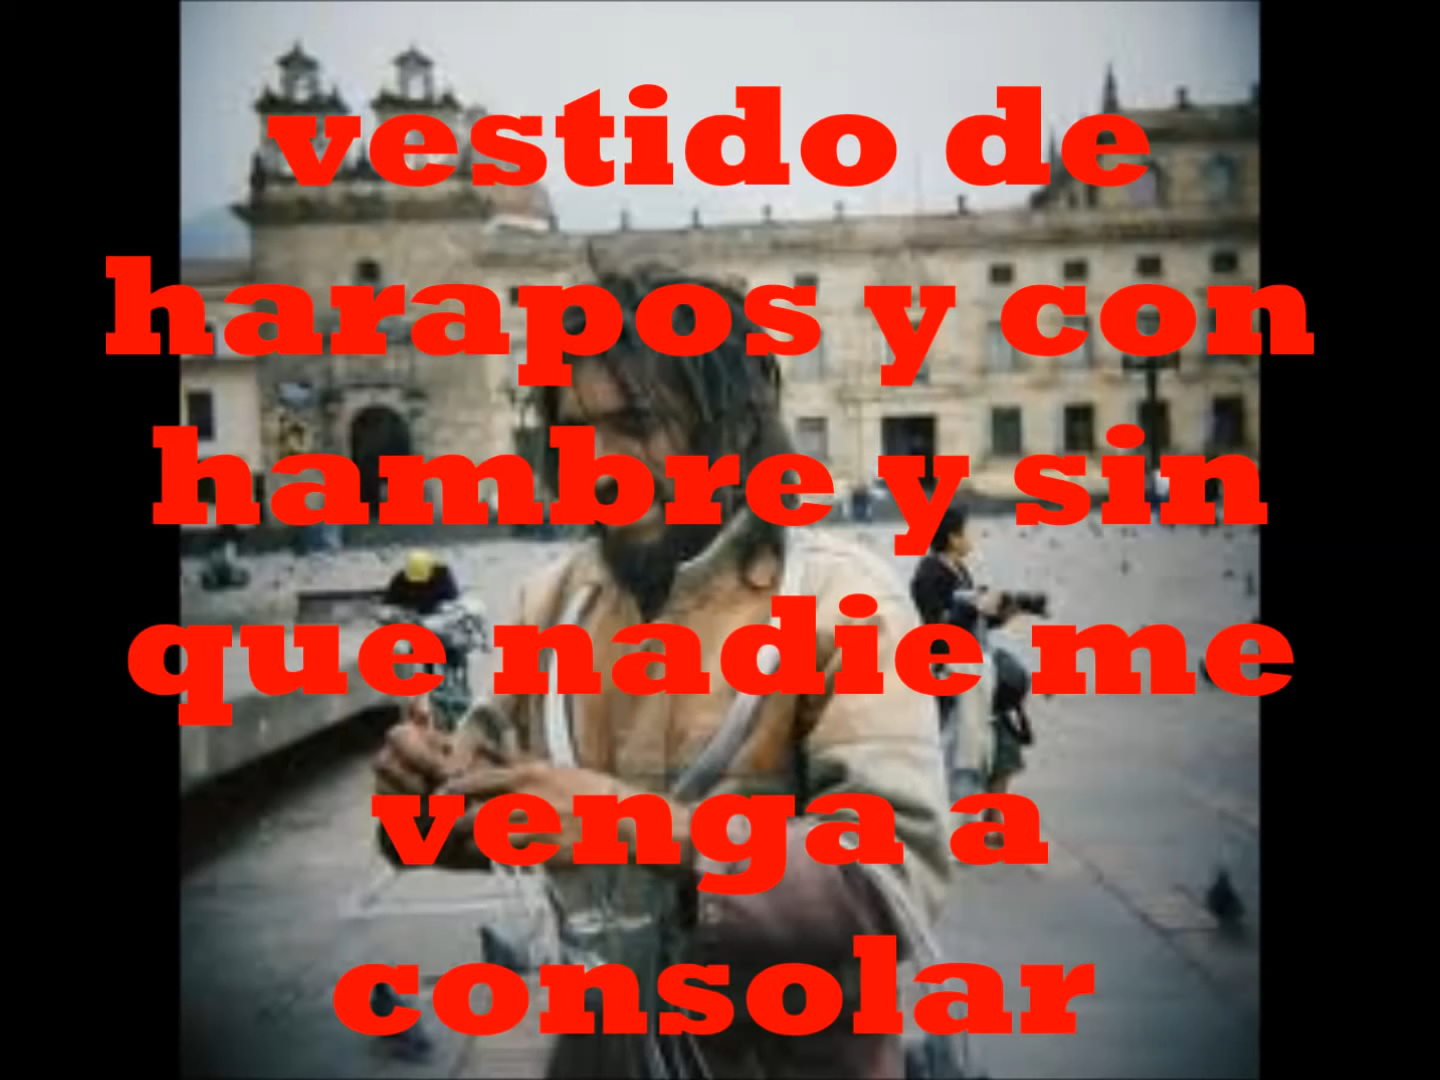 vestido de
harapos y con
hambre y sin
que nadie me
venga a
consolar